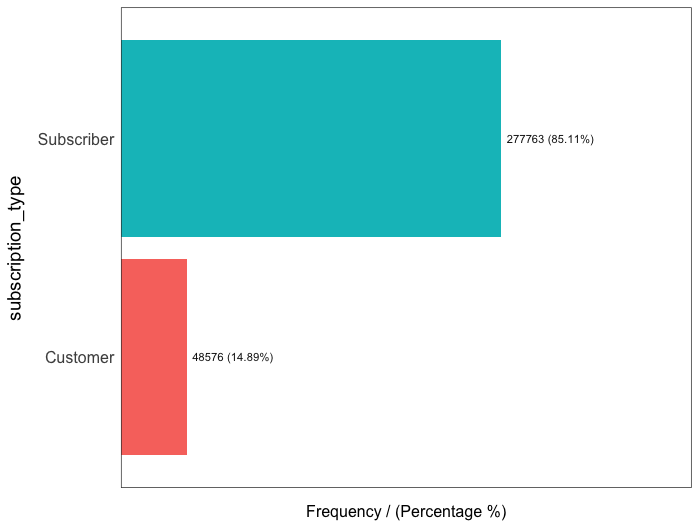 subscription_type
Subscriber
277763 (85.11%)
Customer
48576 (14.89%)
Frequency / (Percentage %)